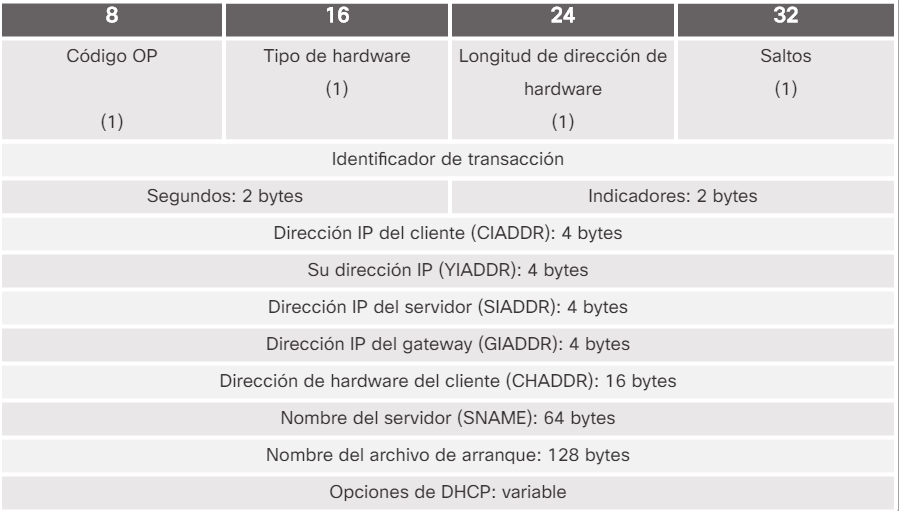 8 16 24 32
Código OP Tipo de hardware Longitud de dirección de Saltos
(1) hardware (1)
(1) (1)
Identificador de transacción
Segundos: 2 bytes Indicadores: 2 bytes
Dirección IP del cliente (CIADDR): 4 bytes
Su dirección IP (YIADDR): 4 bytes
Dirección IP del servidor (SIADDR): 4 bytes
Dirección IP del gateway (GIADDR): 4 bytes
Dirección de hardware del cliente (CHADDR): 16 bytes
Nombre del servidor (SNAME): 64 bytes
Nombre del archivo de arranque: 128 bytes
Opciones de DHCP: variable